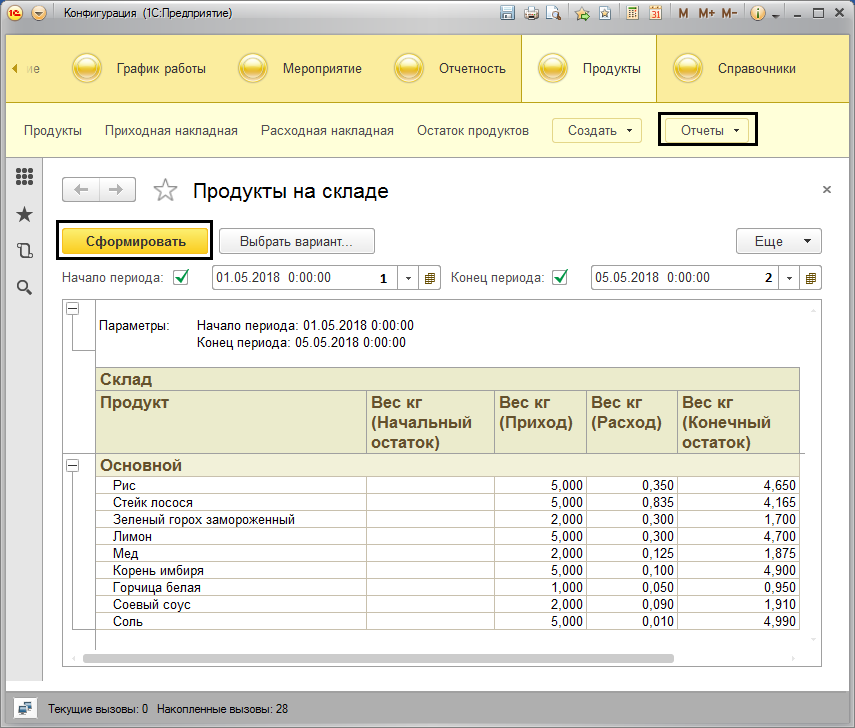 Конфигурация (1С:Предприятие)
31 M M+ M-
ие График работы Мероприятие Отчетность Продукты Справочники
Продукты Приходная накладная Расходная накладная Остаток продуктов Создать Отчеты
Продукты на складе
Сформировать Выбрать вариант... Еще
Начало периода: 01.05.2018 0:00:00 1 Конец периода: 05.05.2018 0:00:00 2
Параметры: Начало периода: 01.05.2018 0:00:00
Конец периода: 05.05.2018 0:00:00
Склад
Продукт Вес кг (Начальный остаток) Вес кг (Приход) Вес кг (Расход) Вес кг (Конечный остаток)
Основной
Рис 5,000 0,350 4,650
Стейк лосося 5,000 0,835 4,165
Зеленый горох замороженный 2,000 0,300 1,700
Лимон 5,000 0,300 4,700
Мед 2,000 0,125 1,875
Корень имбиря 5,000 0,100 4,900
Горчица белая 1,000 0,050 0,950
Соевый соус 2,000 0,090 1,910
Соль 5,000 0,010 4,990
Текущие вызовы: 0 Накопленные вызовы: 28